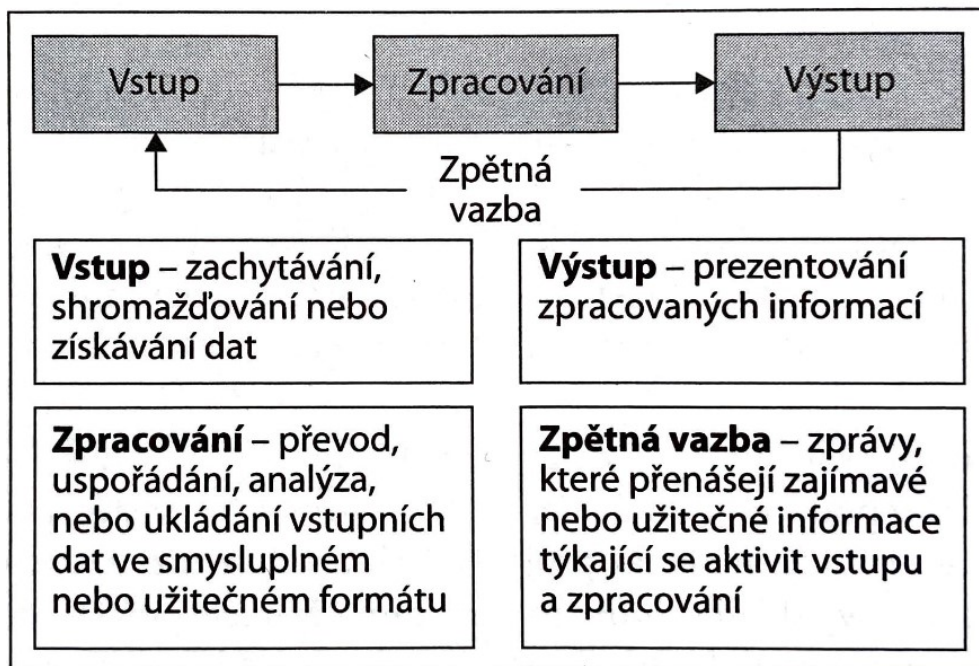 Vstup
Zpracování
Výstup
Zpětná
vazba
Vstup – zachytávání,
shromažďování nebo
získávání dat
Výstup – prezentování
zpracovaných informací
Zpracování – převod,
uspořádání, analýza,
nebo ukládání vstupních
dat ve smysluplném
nebo užitečném formátu
Zpětná vazba – zprávy,
které přenášejí zajímavé
nebo užitečné informace
týkající se aktivit vstupu
a zpracování